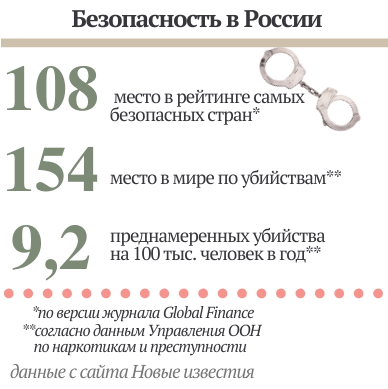 Безопасность в России
108 место в рейтинге самых
безопасных стран*
154 место в мире по убийствам**
9,2 преднамеренных убийства
на 100 тыс. человек в год**
*по версии журнала Global Finance
**согласно данным Управления ООН
по наркотикам и преступности
данные с сайта Новые известия